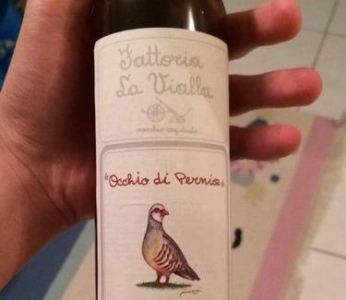 Fattoria
La Vialla
"Occhio di Pernice"